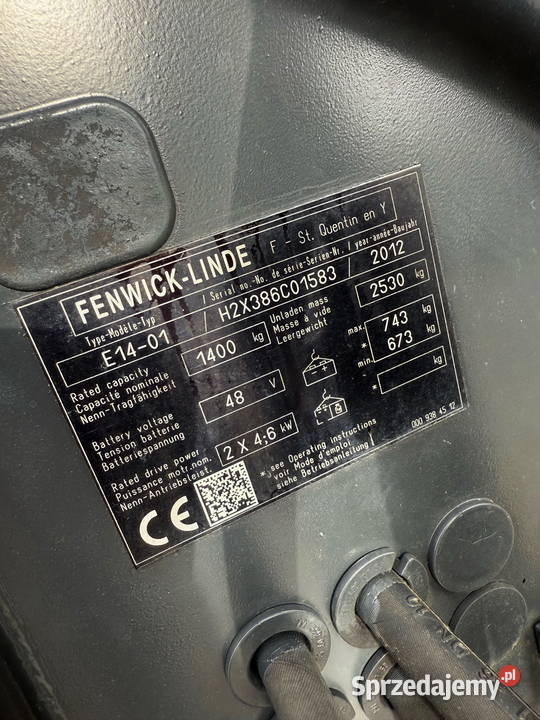 FENWICK-LINDE F - St. Quentin en Y
Type-Modèle-Typ / Serial no.-No. de série-Serien-Nr. / year-année-Baujahr
E14-01 / H2X386C01583 / 2012
Rated capacity
Capacité nominale
Nenn-Tragfähigkeit
1400 kg
Unladen mass
Masse à vide
Leergewicht
2530 kg
Battery voltage
Tension batterie
Batteriespannung
48 V
- +
max. 743 kg
* min. 673
Rated drive power
Puissance motr.nom.
Nenn-Antriebsleist.
2 X 4.6 kW
L
* kg
*, see Operating instructions
voir Mode d'emploi
siehe Betriebsanleitung !
000 938 45 17
CE
Sprzedajemy.pl